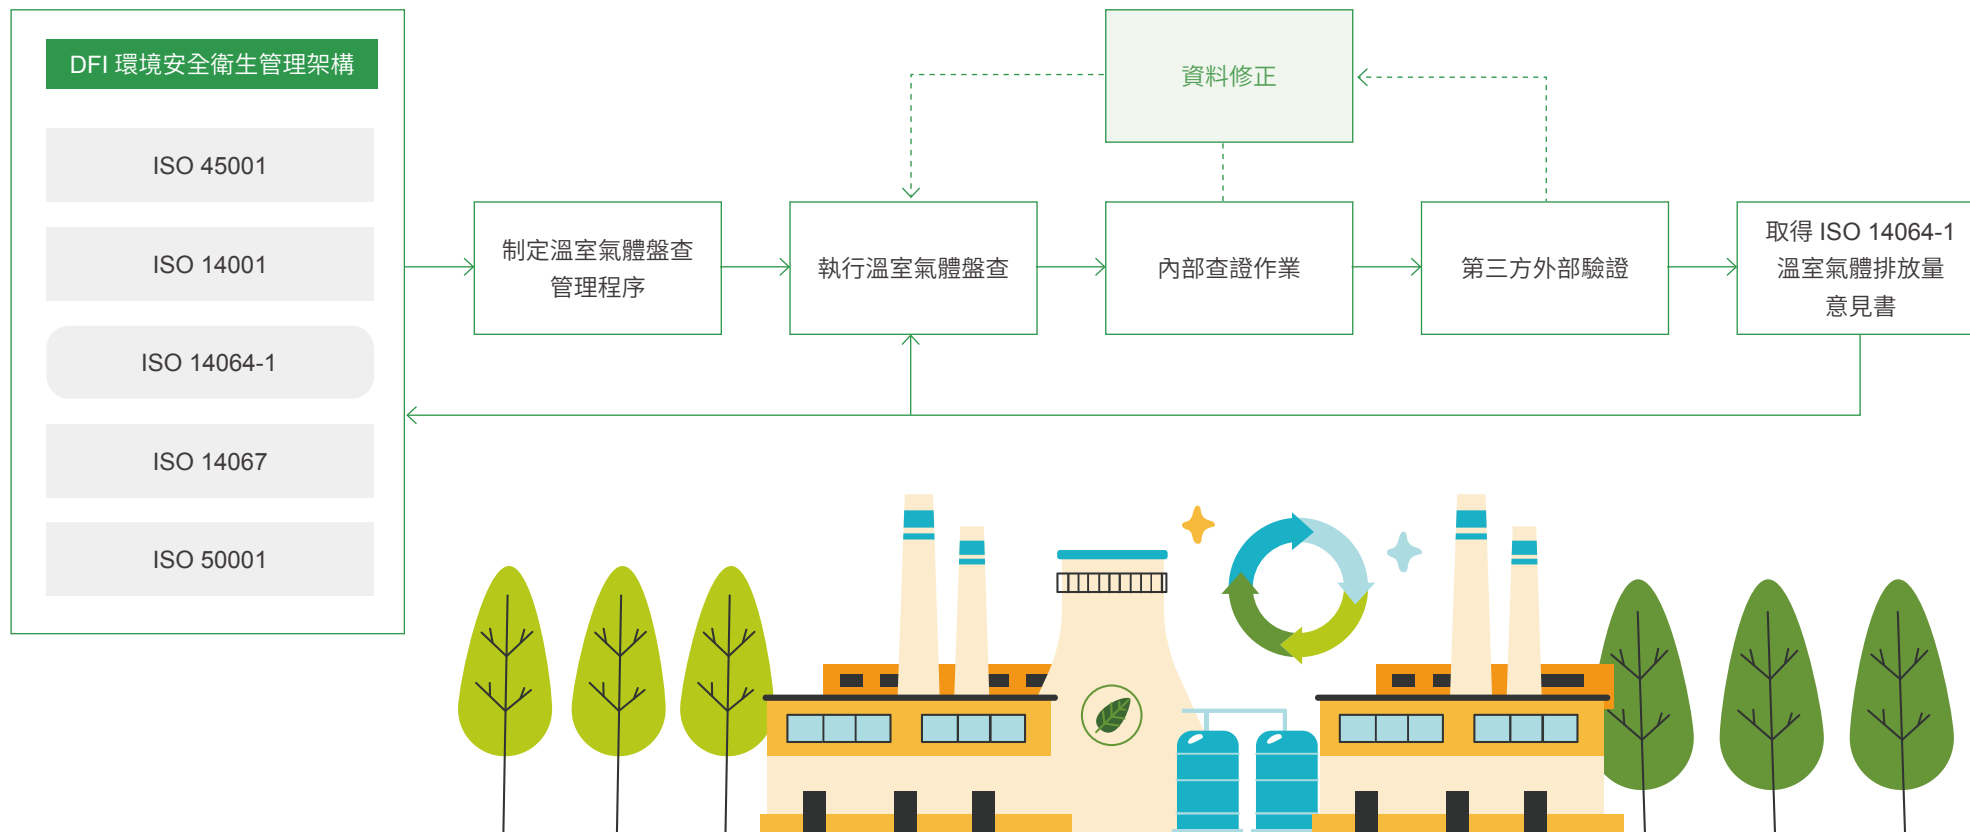 DFI 環境安全衛生管理架構
ISO 45001
ISO 14001
ISO 14064-1
ISO 14067
ISO 50001
制定溫室氣體盤查
管理程序
執行溫室氣體盤查
資料修正
內部查證作業
第三方外部驗證
取得 ISO 14064-1
溫室氣體排放量
意見書